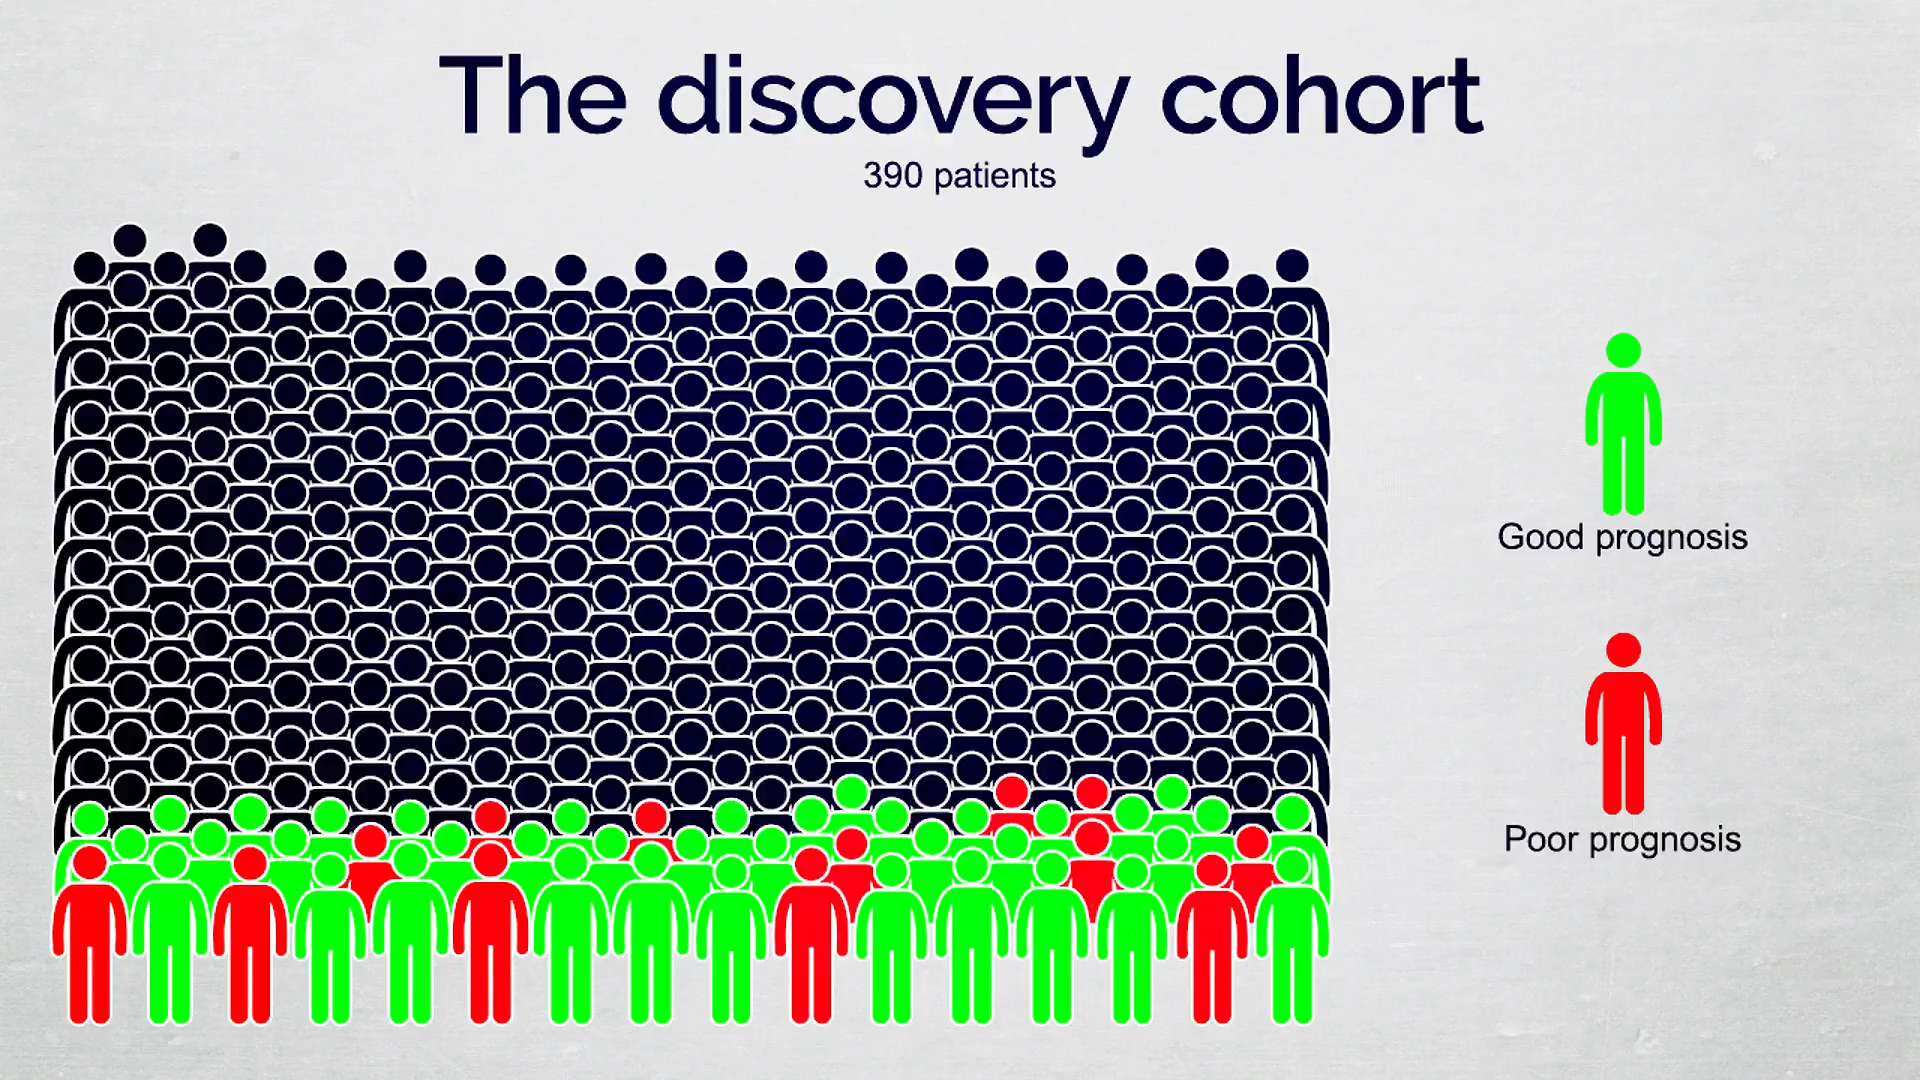 The discovery cohort
390 patients
Good prognosis
Poor prognosis